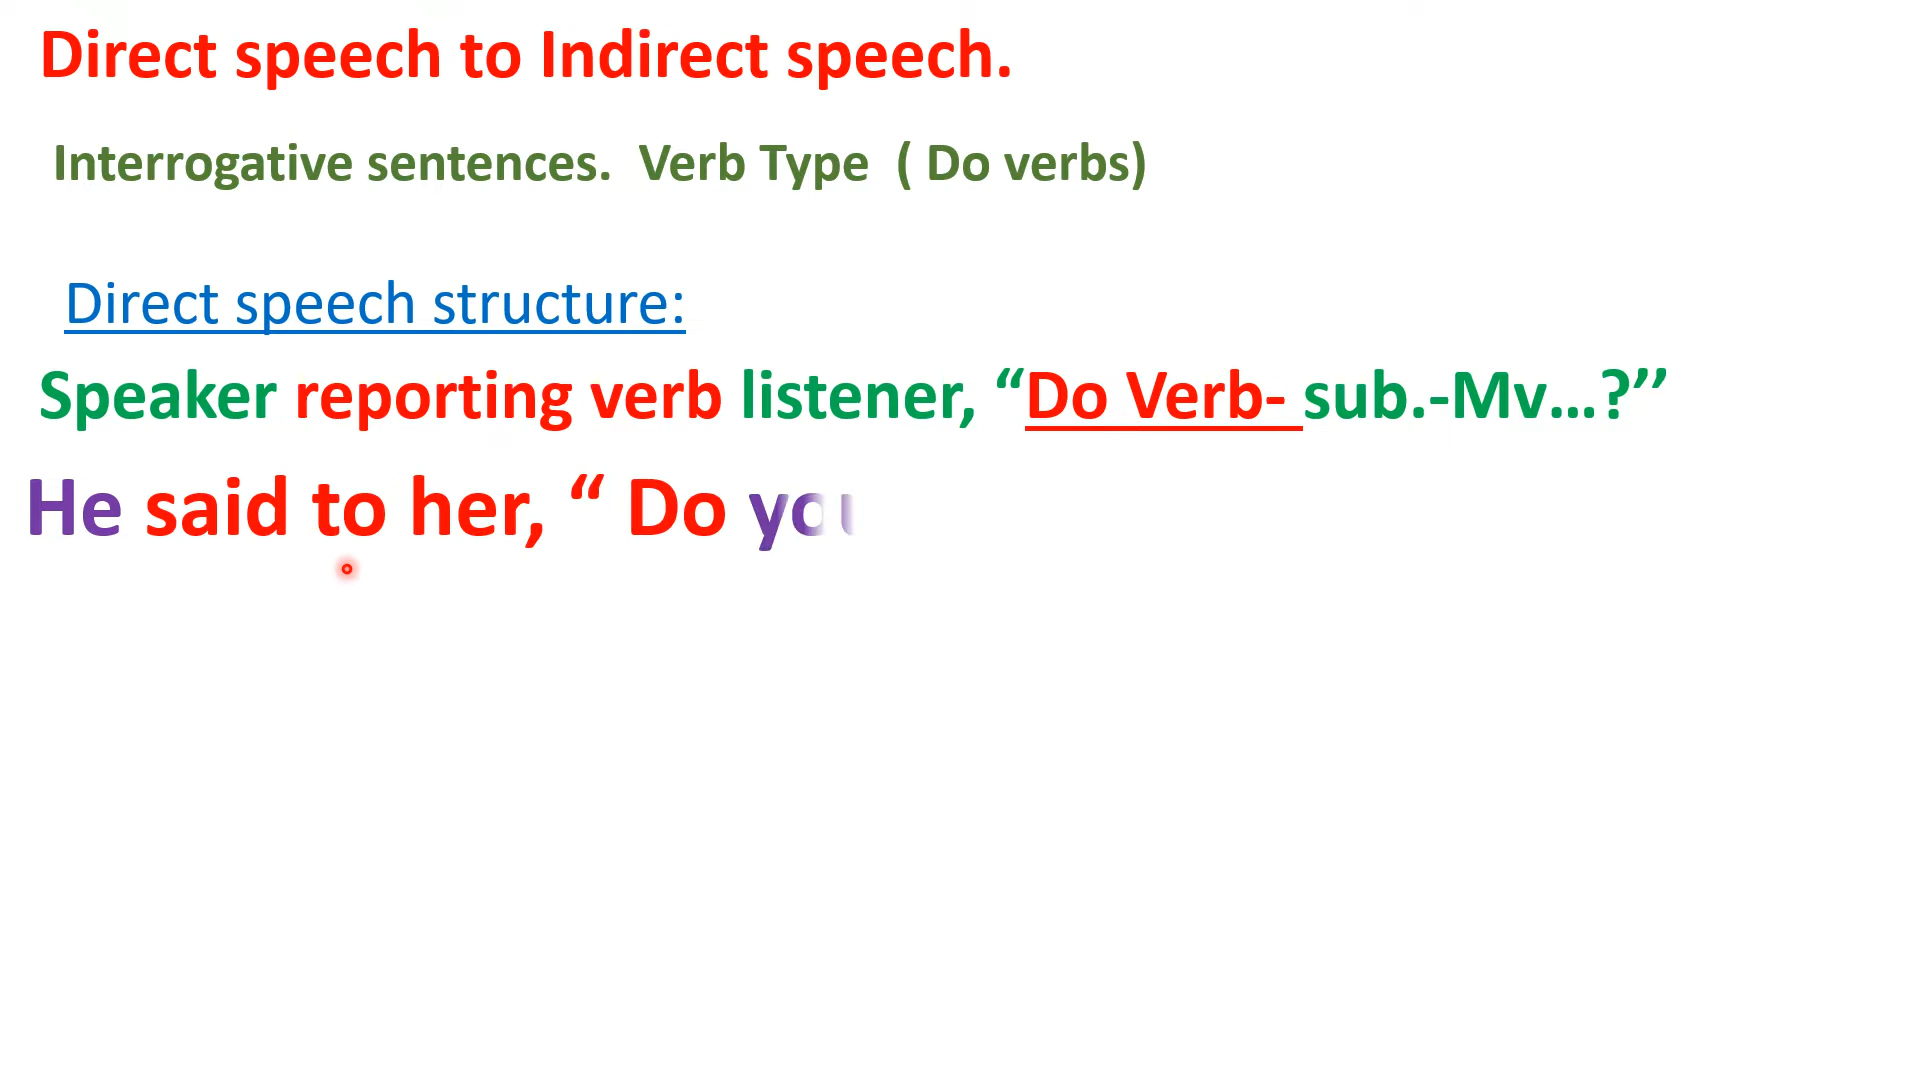 Direct speech to Indirect speech.
Interrogative sentences. Verb Type ( Do verbs)
Direct speech structure:
Speaker reporting verb listener, “Do Verb- sub.-Mv...?’’
He said to her, “ Do